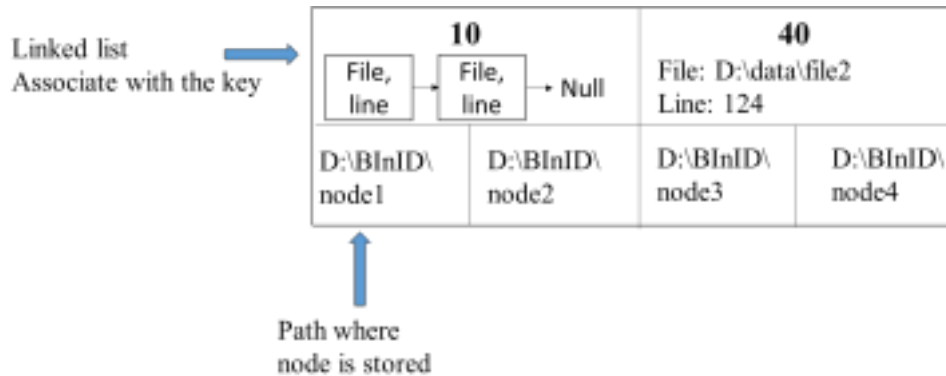 Linked list
Associate with the key
10
File,
line
File,
line
Null
40
File: D:\data\file2
Line: 124
D:\BInID\
node1
D:\BInID\
node2
D:\BInID\
node3
D:\BInID\
node4
Path where
node is stored